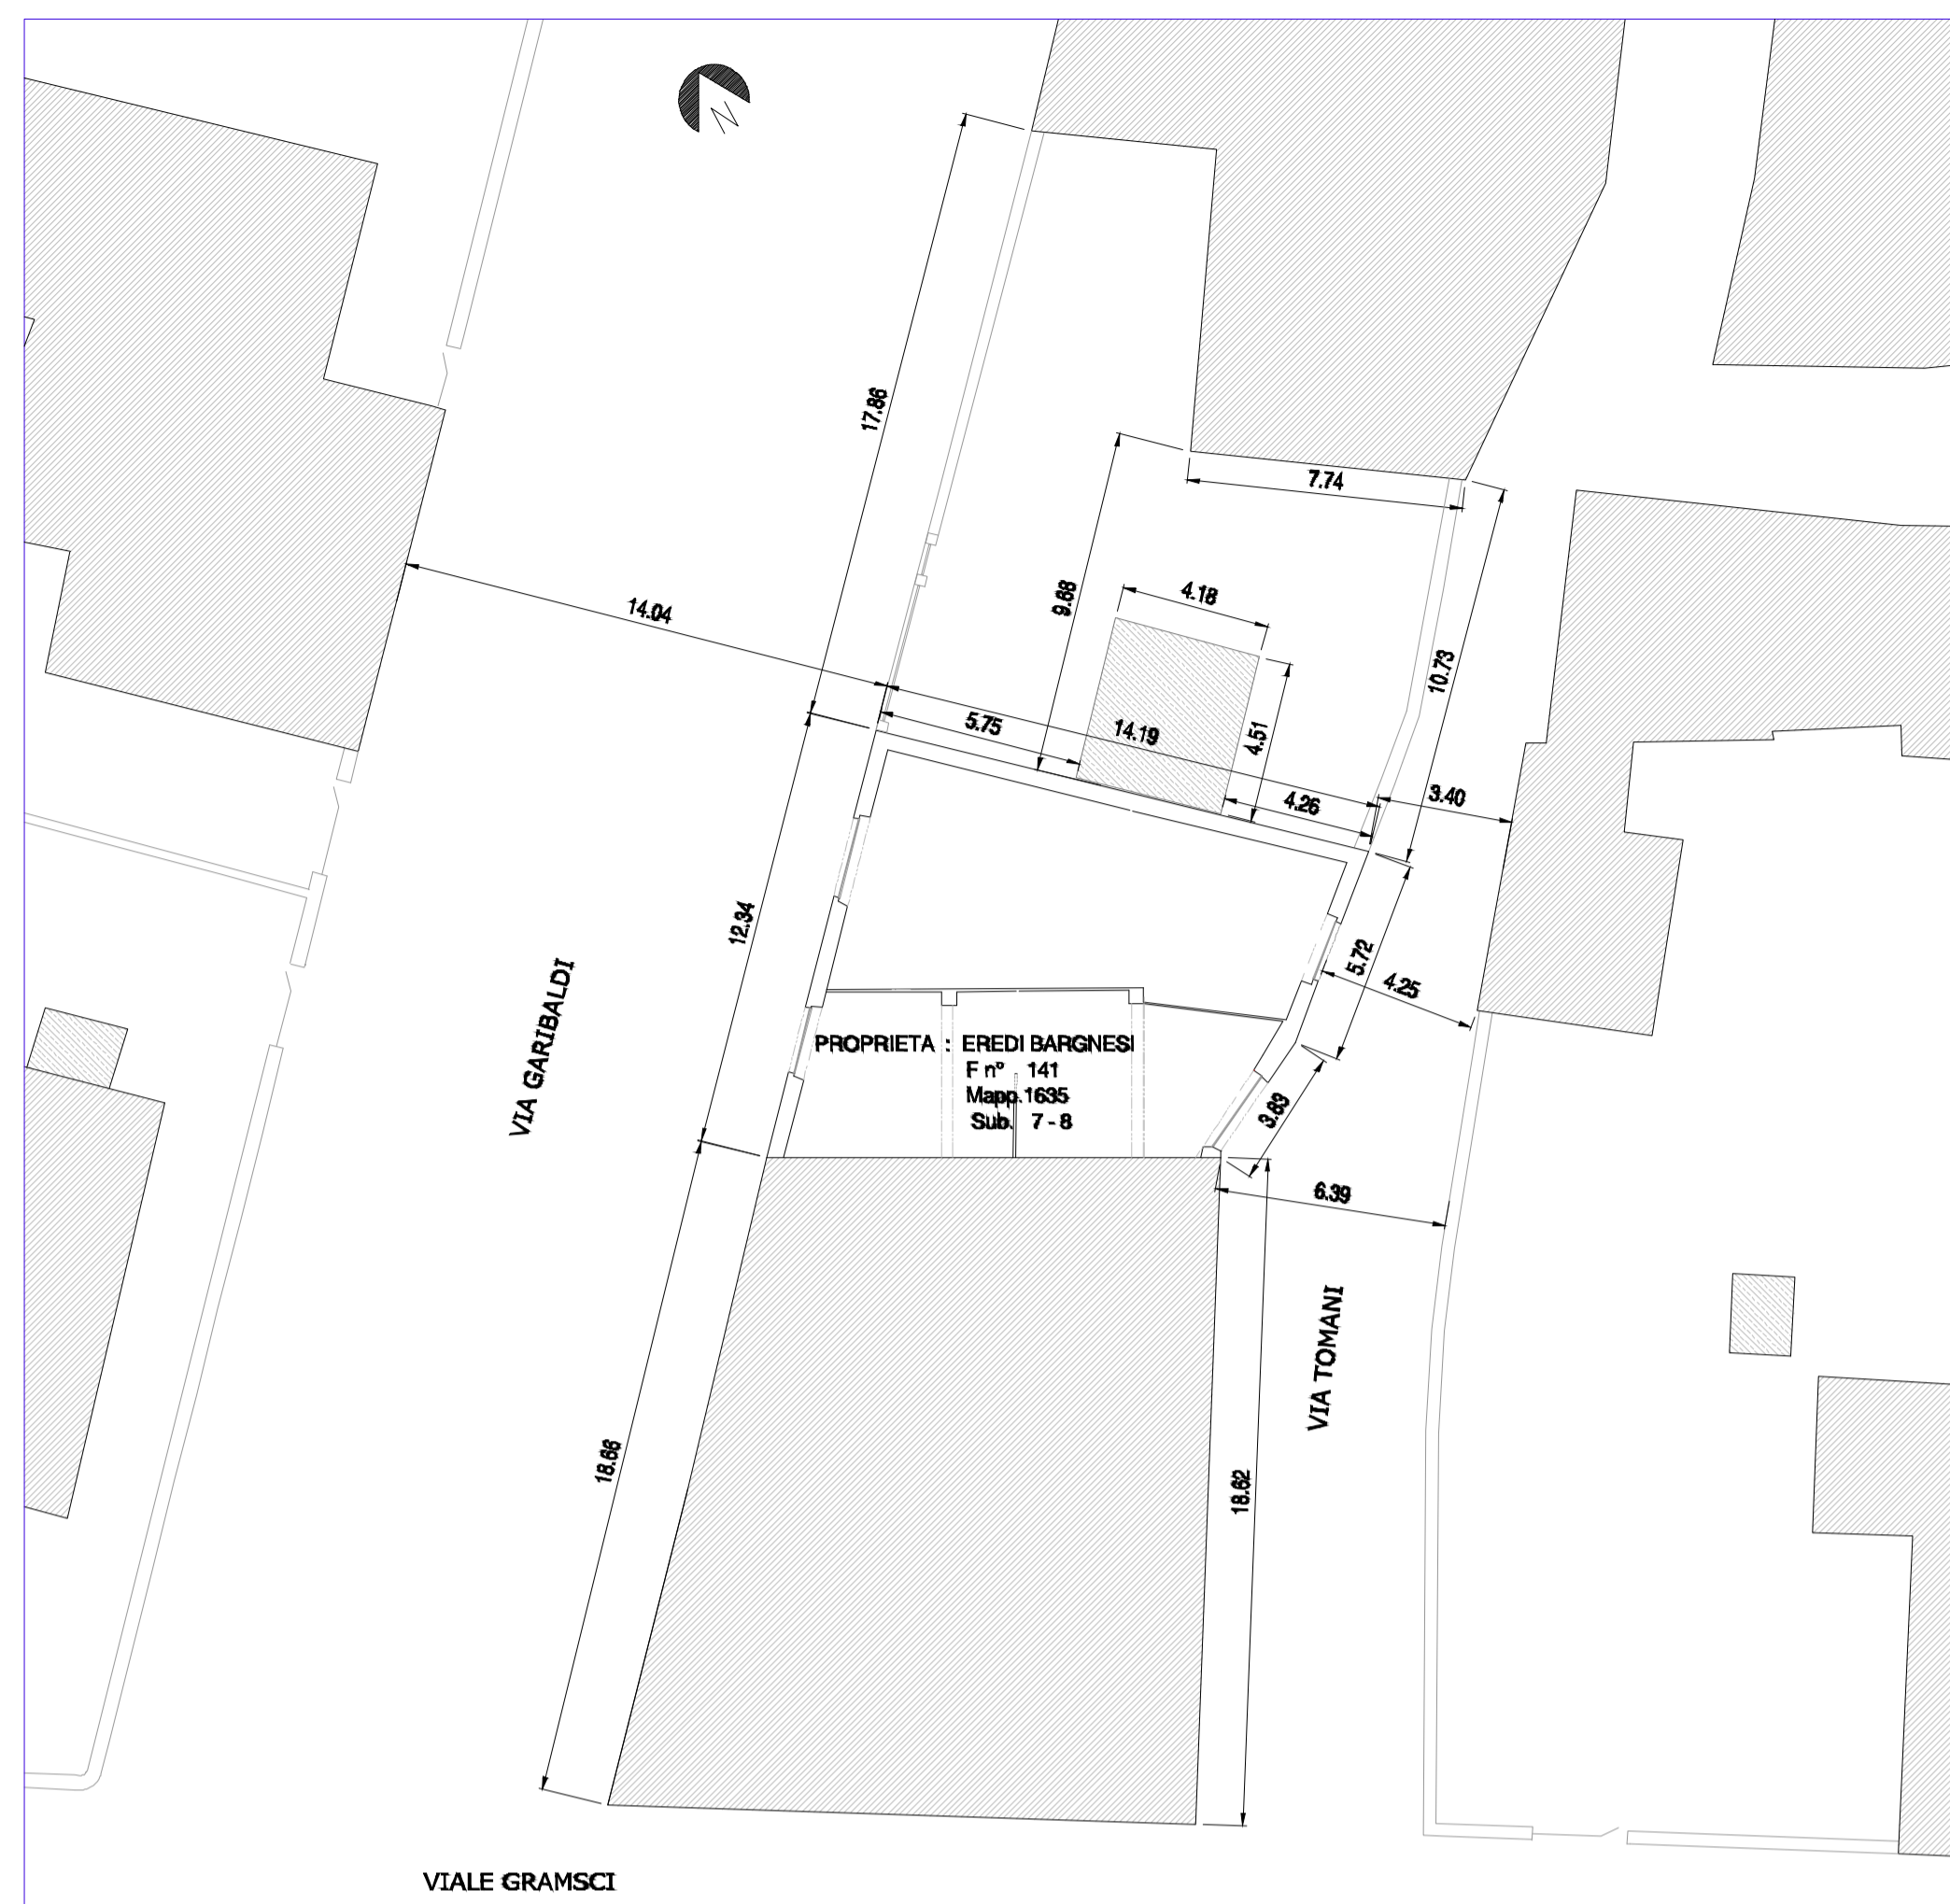 N
17.86
7.74
14.04
9.68
4.18
10.73
5.75
14.19
4.51
4.26
3.40
12.34
5.72
4.25
VIA GARIBALDI
PROPRIETA : EREDI BARGNESI
F n° 141
Mapp. 1635
Sub. 7 - 8
3.83
6.39
VIA TOMANI
18.66
18.62
VIALE GRAMSCI